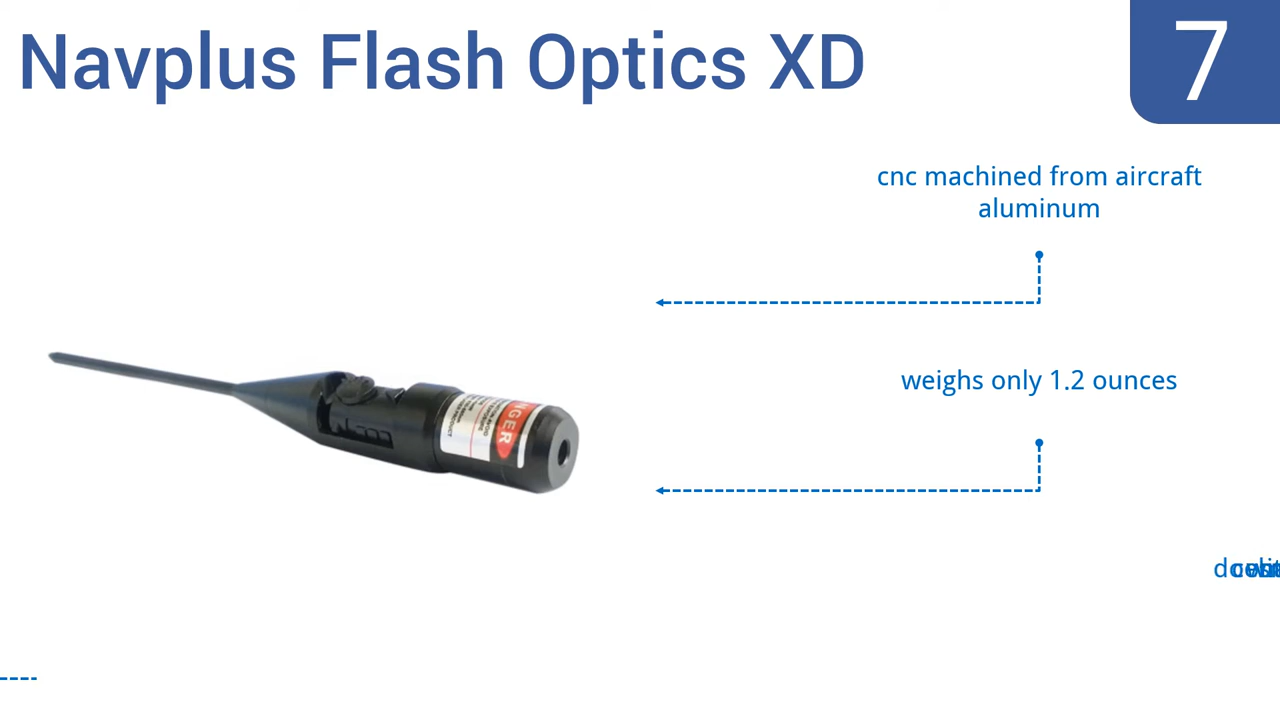 Navplus Flash Optics XD
7
cnc machined from aircraft
aluminum
weighs only 1.2 ounces